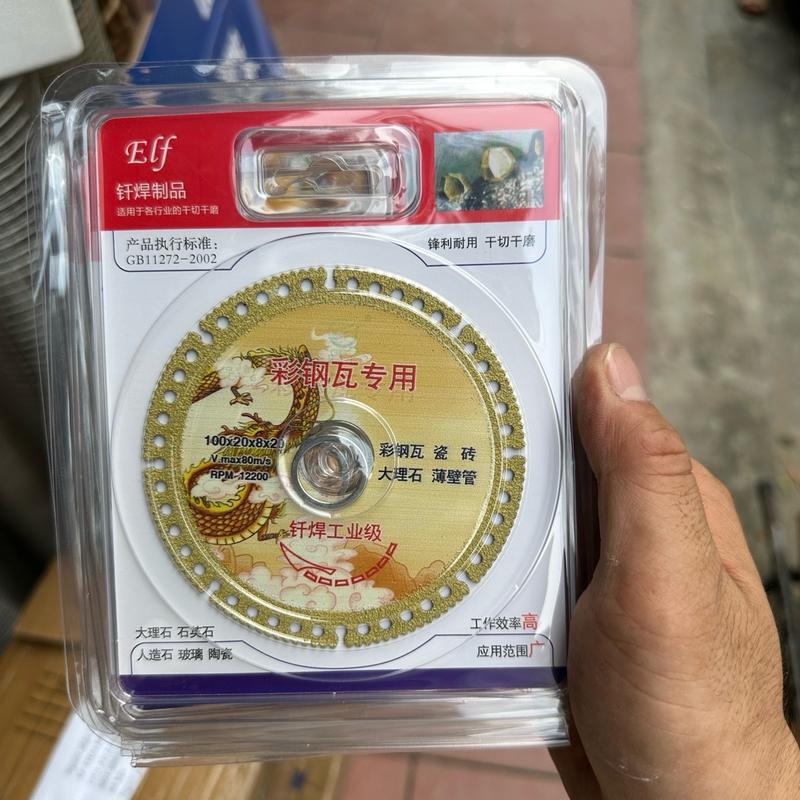 Elf
钎焊制品
适用于各行业的干切干磨
产品执行标准：
GB11272-2002
锋利耐用 干切干磨
彩钢瓦专用
100x20x8x20
V.max80m/s
RPM-12200
彩钢瓦 瓷 砖
大理石 薄壁管
钎焊工业级
大理石 石英石
人造石 玻璃 陶瓷
工作效率高
应用范围广